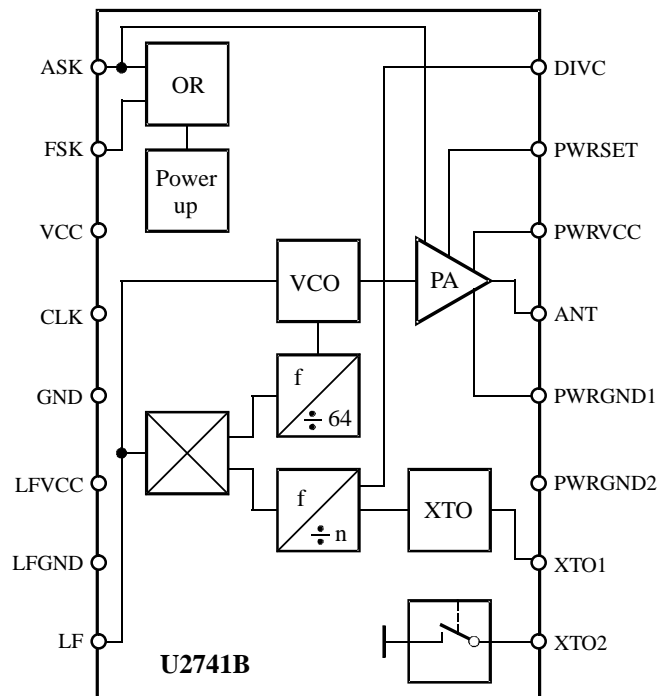 ASK
OR
DIVC
FSK
PWRSET
Power
up
VCC
PWRVCC
VCO
PA
CLK
ANT
f
÷ 64
GND
PWRGND1
LFVCC
f
÷ n
XTO
PWRGND2
LFGND
XTO1
LF
U2741B
XTO2